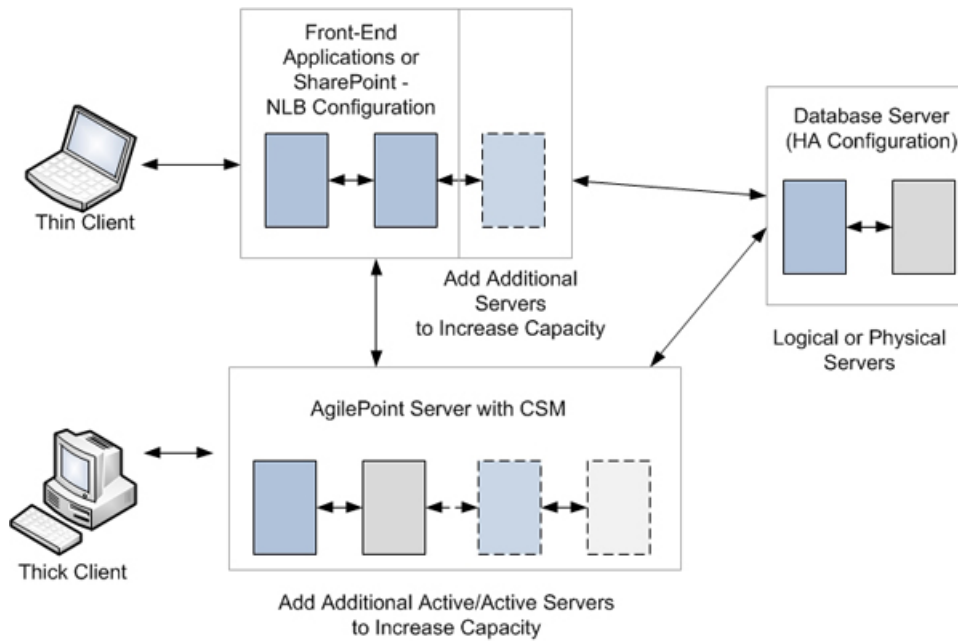 Front-End
Applications or
SharePoint -
NLB Configuration
Database Server
(HA Configuration)
Thin Client
Add Additional
Servers
to Increase Capacity
Logical or Physical
Servers
AgilePoint Server with CSM
Thick Client
Add Additional Active/Active Servers
to Increase Capacity